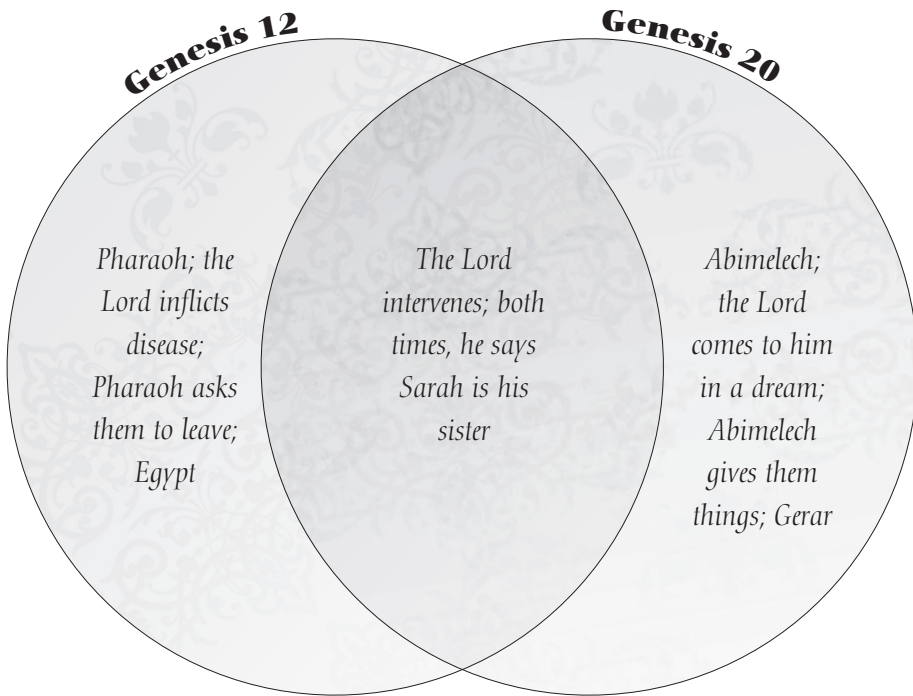 Genesis 12
Genesis 20
Pharaoh; the
Lord inflicts
disease;
Pharaoh asks
them to leave;
Egypt
The Lord
intervenes; both
times, he says
Sarah is his
sister
Abimelech;
the Lord
comes to him
in a dream;
Abimelech
gives them
things; Gerar